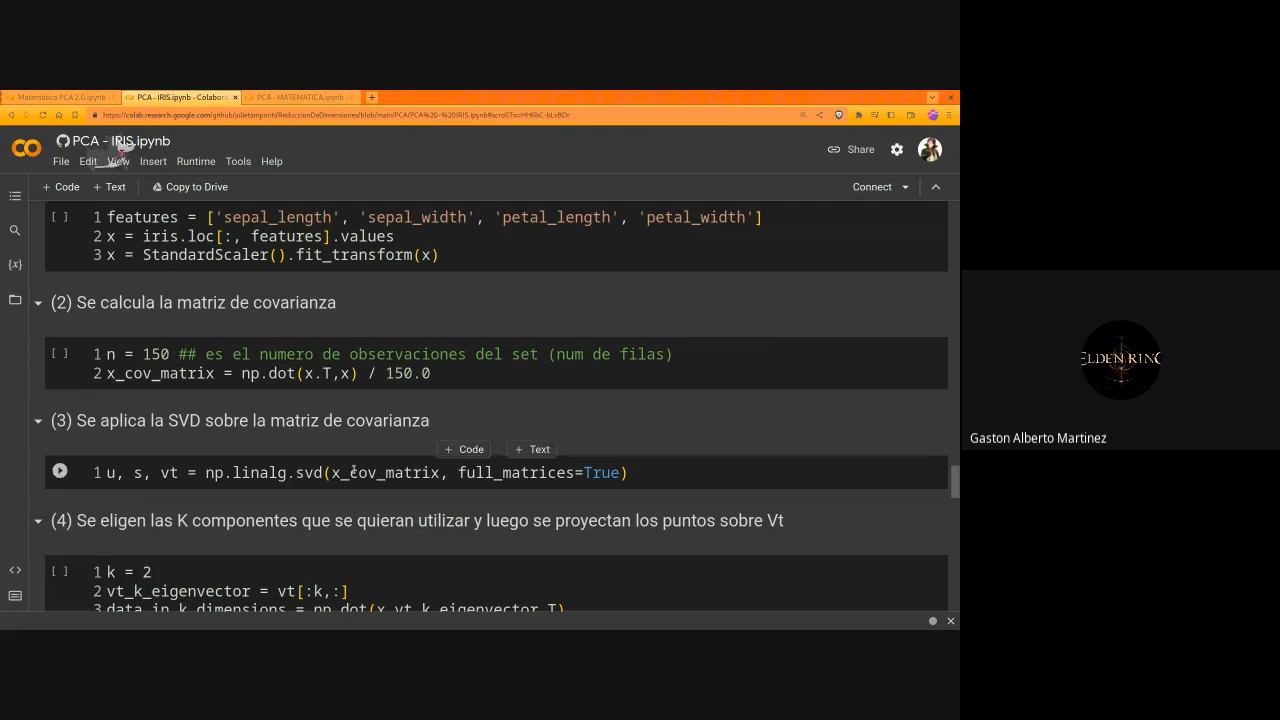 Matemática PCA 2.0.ipynb -
PCA - IRIS.ipynb - Colabora
PCA - MATEMATICA.ipynb -
https://colab.research.google.com/github/julietamponti/ReduccionDeDimensiones/blob/main/PCA/PCA%20-%20IRIS.ipynb#scrollTo=HH6bC-bLvBDr
PCA - IRIS.ipynb
File Edit View Insert Runtime Tools Help
Share
+ Code + Text Copy to Drive
Connect
[ ] 1 features = ['sepal_length', 'sepal_width', 'petal_length', 'petal_width']
2 x = iris.loc[:, features].values
3 x = StandardScaler().fit_transform(x)
(2) Se calcula la matriz de covarianza
[ ] 1 n = 150 ## es el numero de observaciones del set (num de filas)
2 x_cov_matrix = np.dot(x.T,x) / 150.0
(3) Se aplica la SVD sobre la matriz de covarianza
+ Code + Text
1 u, s, vt = np.linalg.svd(x_cov_matrix, full_matrices=True)
(4) Se eligen las K componentes que se quieran utilizar y luego se proyectan los puntos sobre Vt
[ ] 1 k = 2
2 vt_k_eigenvector = vt[:k,:]
3 data_in_k_dimensions = np.dot(x,vt_k_eigenvector.T)
ELDEN RING
Gaston Alberto Martinez